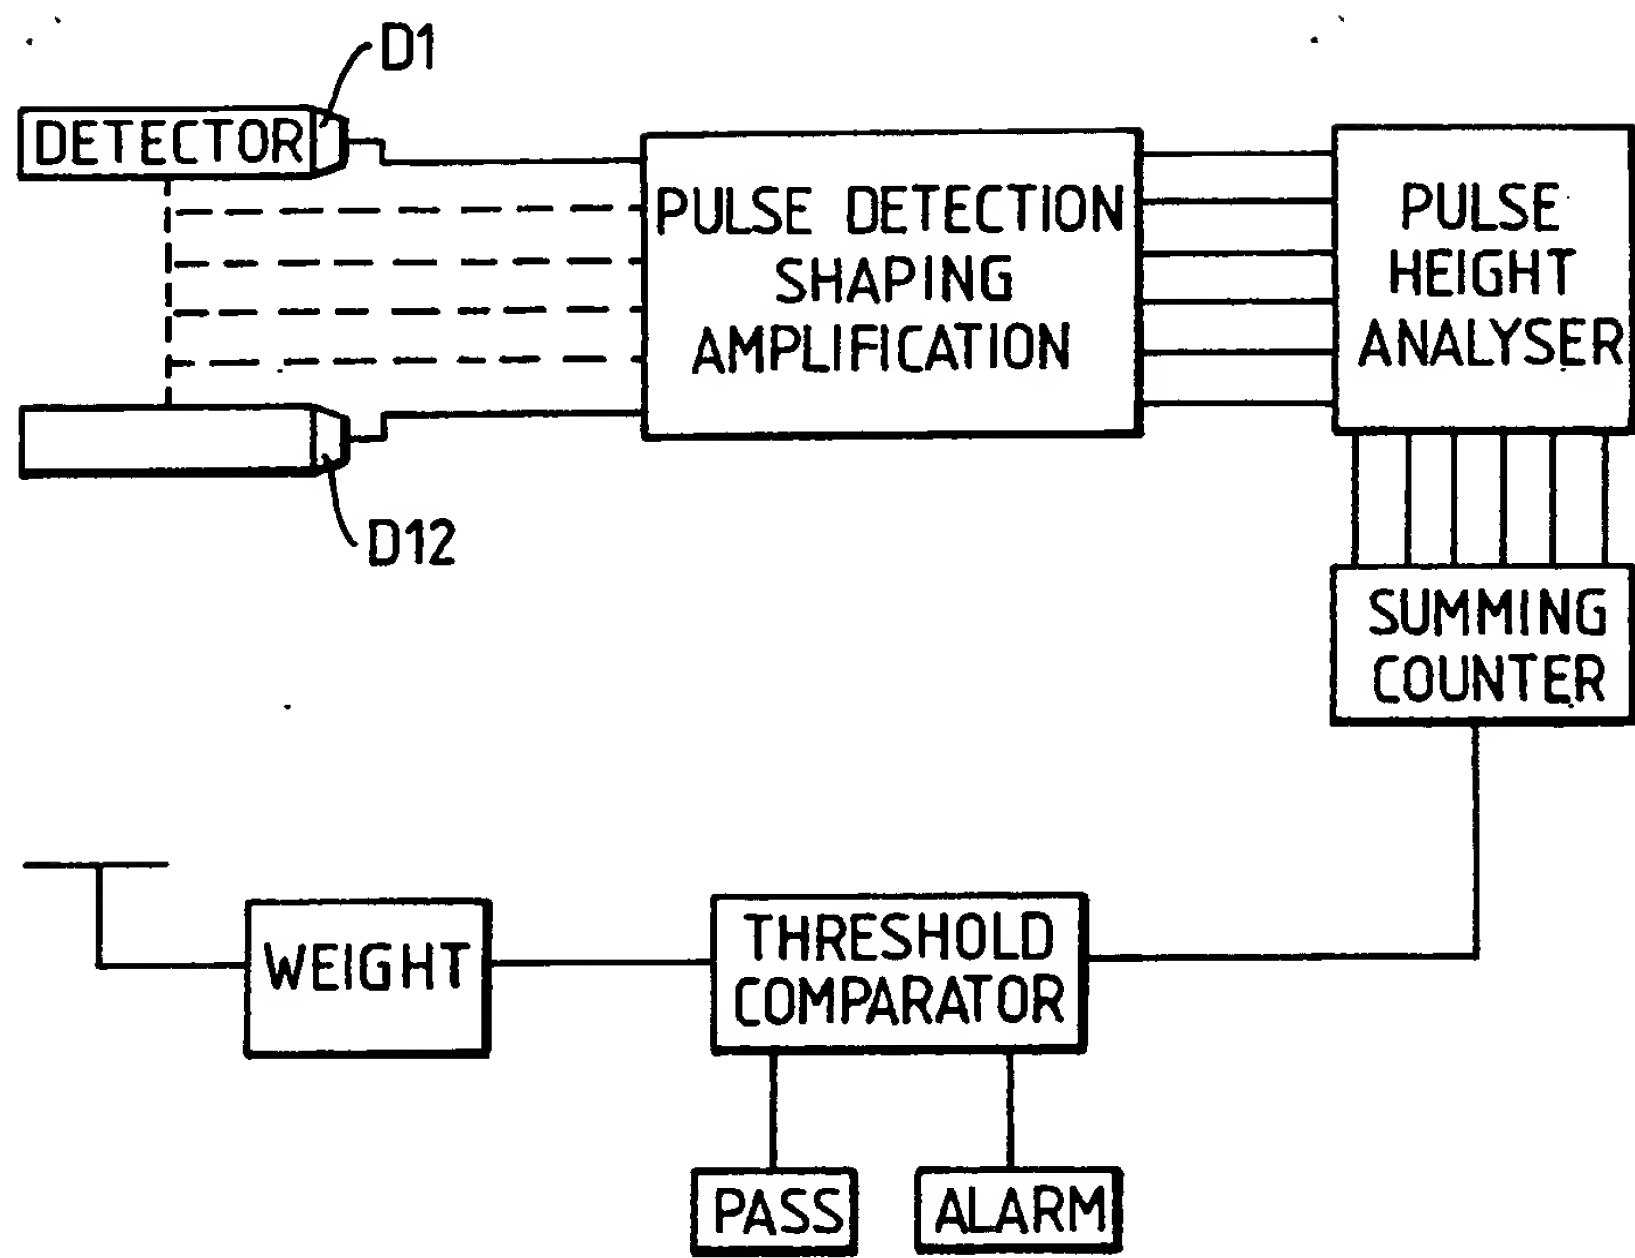 D1
DETECTOR
PULSE DETECTION
SHAPING
AMPLIFICATION
PULSE
HEIGHT
ANALYSER
D12
SUMMING
COUNTER
WEIGHT
THRESHOLD
COMPARATOR
PASS
ALARM